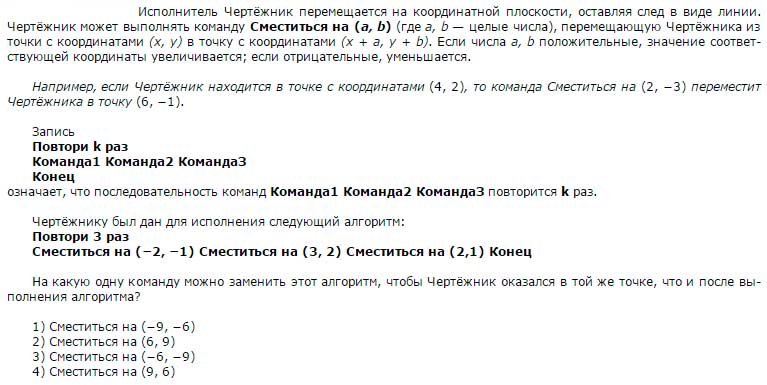 Исполнитель Чертёжник перемещается на координатной плоскости, оставляя след в виде линии.
Чертёжник может выполнять команду Сместиться на (a, b) (где a, b — целые числа), перемещающую Чертёжника из
точки с координатами (x, y) в точку с координатами (x + a, y + b). Если числа a, b положительные, значение соответ-
ствующей координаты увеличивается; если отрицательные, уменьшается.
Например, если Чертёжник находится в точке с координатами (4, 2), то команда Сместиться на (2, −3) переместит
Чертёжника в точку (6, −1).
Запись
Повтори k раз
Команда1 Команда2 Команда3
Конец
означает, что последовательность команд Команда1 Команда2 Команда3 повторится k раз.
Чертёжнику был дан для исполнения следующий алгоритм:
Повтори 3 раз
Сместиться на (−2, −1) Сместиться на (3, 2) Сместиться на (2,1) Конец
На какую одну команду можно заменить этот алгоритм, чтобы Чертёжник оказался в той же точке, что и после вы-
полнения алгоритма?
1) Сместиться на (−9, −6)
2) Сместиться на (6, 9)
3) Сместиться на (−6, −9)
4) Сместиться на (9, 6)